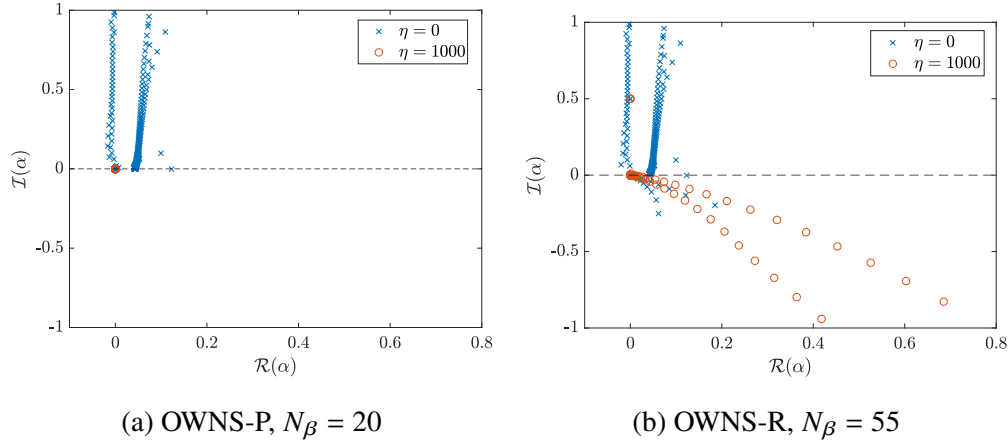 1
0.5
0
-0.5
-1
𝓘(α)
0 0.2 0.4 0.6 0.8
𝓡(α)
η = 0
η = 1000
(a) OWNS-P, N_β = 20
1
0.5
0
-0.5
-1
𝓘(α)
0 0.2 0.4 0.6 0.8
𝓡(α)
η = 0
η = 1000
(b) OWNS-R, N_β = 55